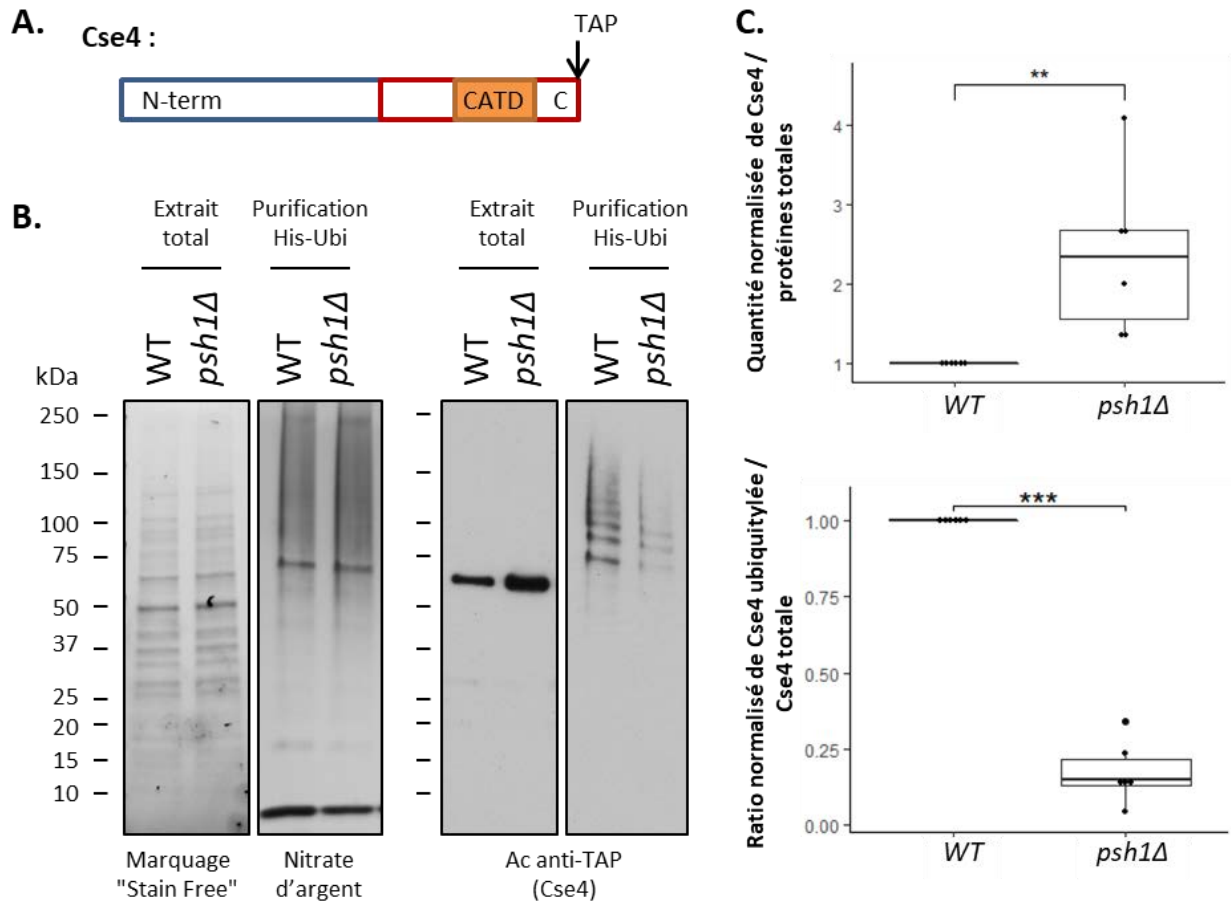 A.
Cse4 :
TAP
N-term
CATD
C
B.
Extrait
total
Purification
His-Ubi
Extrait
total
Purification
His-Ubi
WT
psh1Δ
WT
psh1Δ
WT
psh1Δ
WT
psh1Δ
kDa
250
150
100
75
50
37
25
20
15
10
Marquage
"Stain Free"
Nitrate
d'argent
Ac anti-TAP
(Cse4)
C.
Quantité normalisée de Cse4 /
protéines totales
**
4
3
2
1
WT
psh1Δ
Ratio normalisé de Cse4 ubiquitylée /
Cse4 totale
***
1.00
0.75
0.50
0.25
0.00
WT
psh1Δ